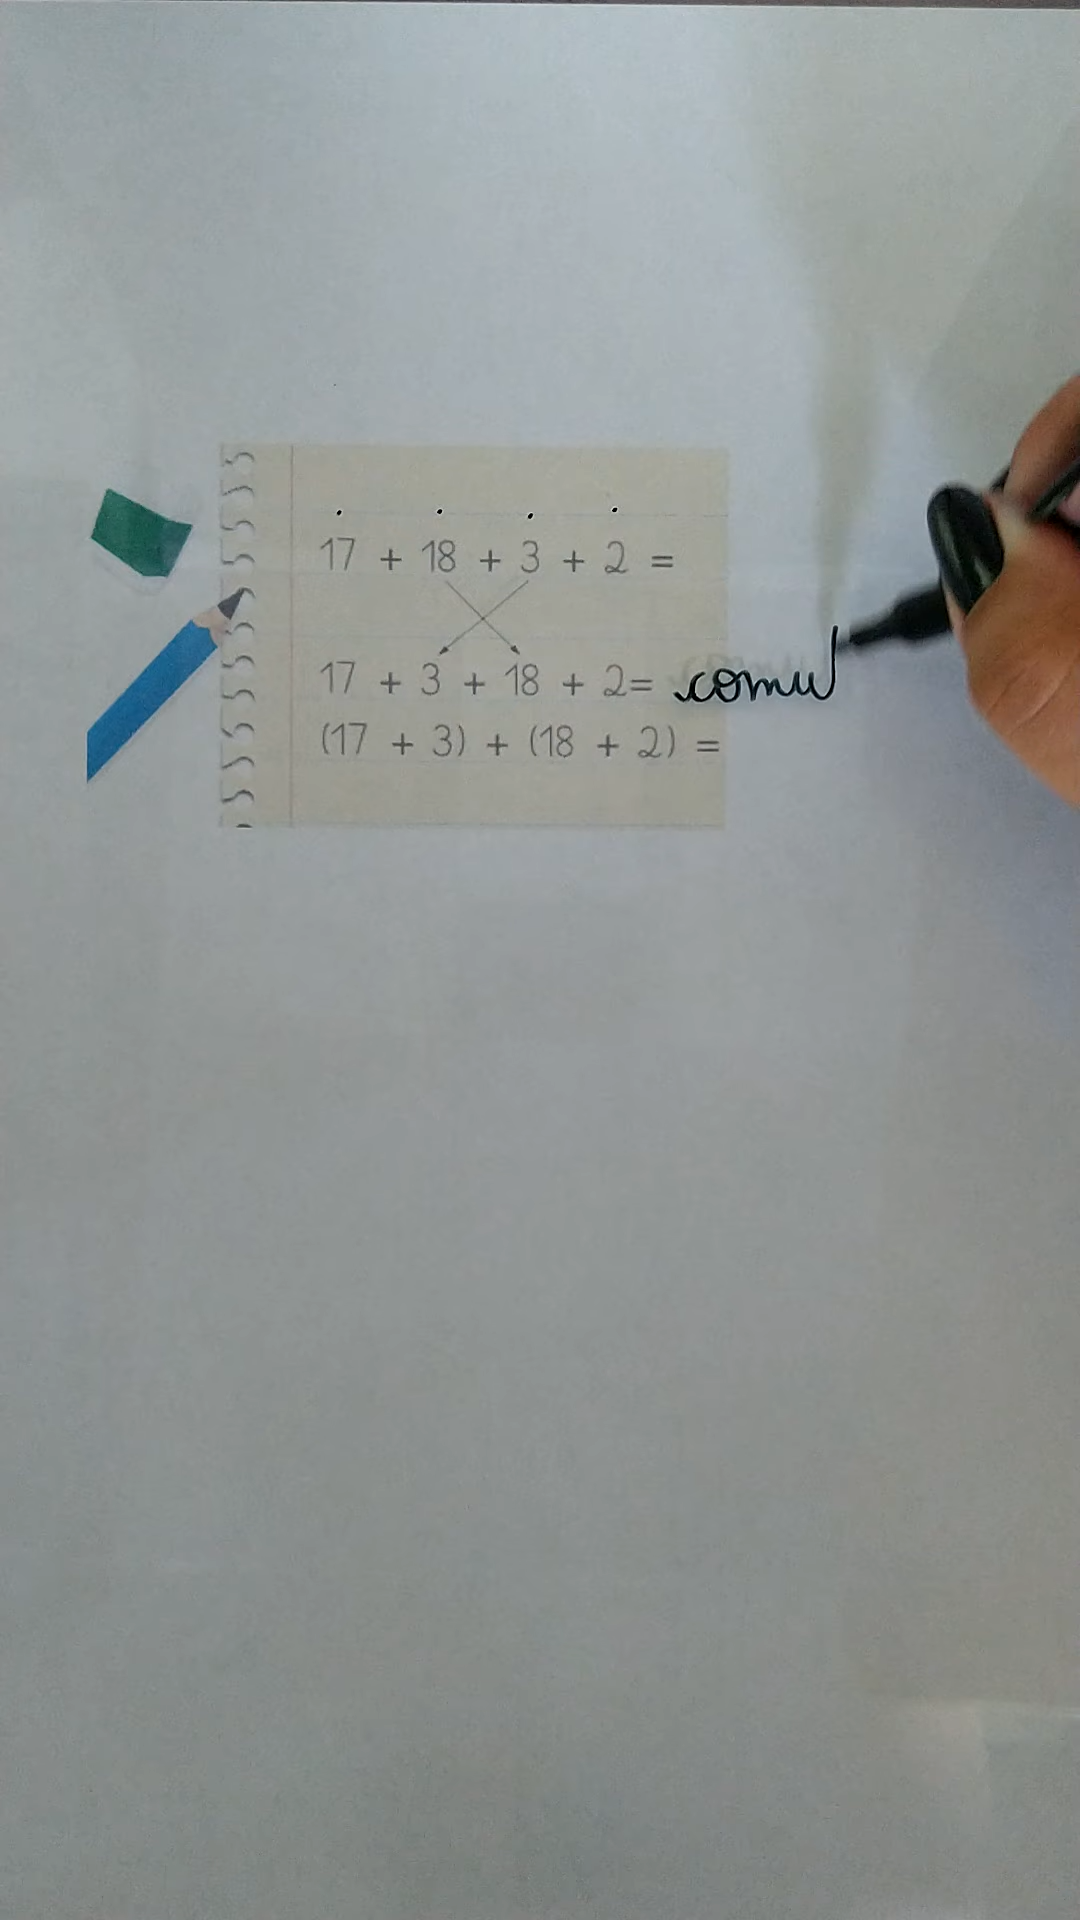 17 + 18 + 3 + 2 =
17 + 3 + 18 + 2= comu
(17 + 3) + (18 + 2) =